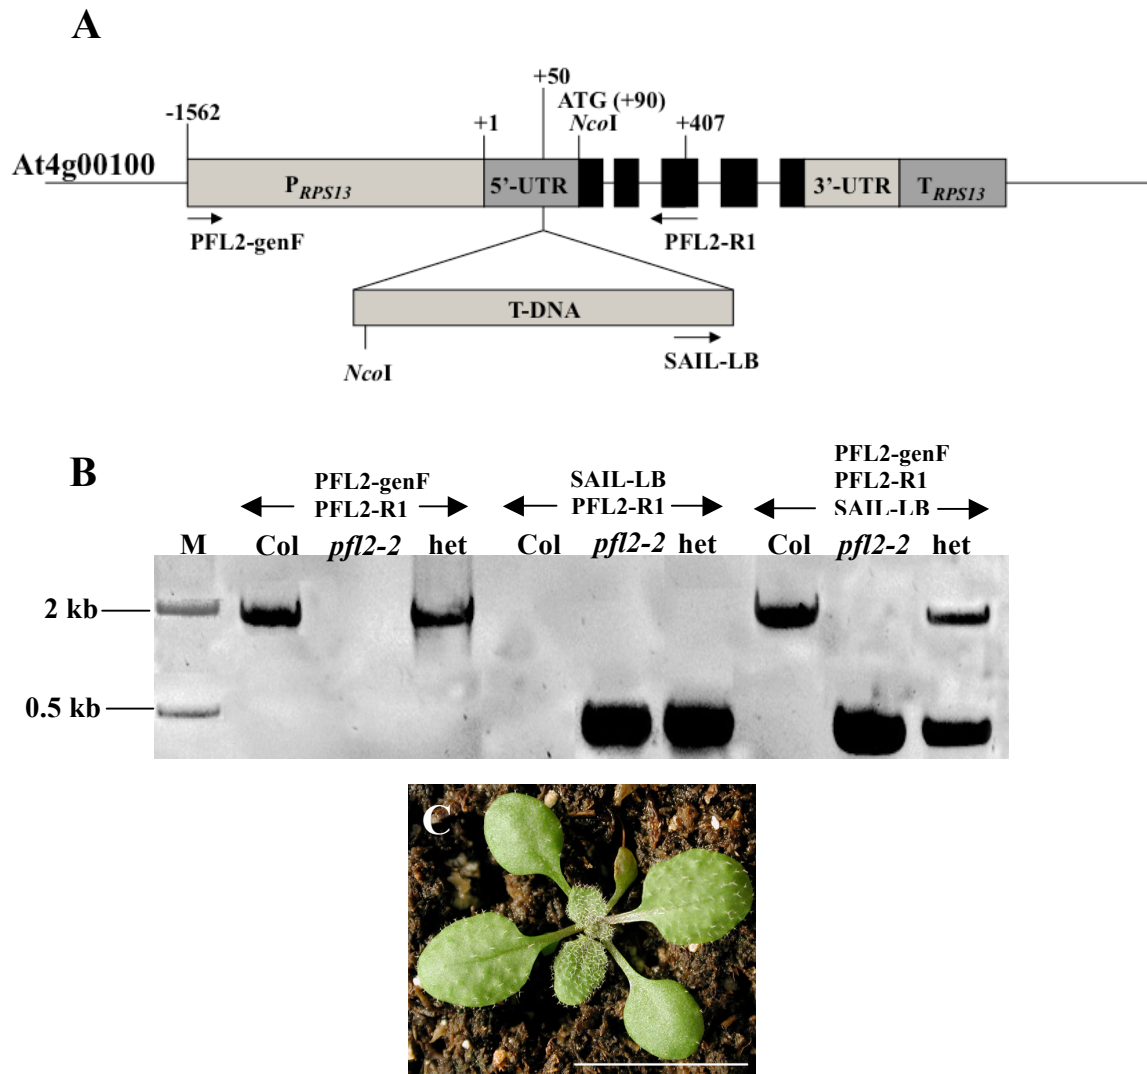 A
+50
ATG (+90)
-1562
+1
NcoI
+407
At4g00100
P_RPS13
5'-UTR
3'-UTR
T_RPS13
PFL2-genF
PFL2-R1
T-DNA
NcoI
SAIL-LB
B
PFL2-genF
PFL2-R1
SAIL-LB
PFL2-R1
PFL2-genF
PFL2-R1
SAIL-LB
M Col pfl2-2 het Col pfl2-2 het Col pfl2-2 het
2 kb
0.5 kb
C